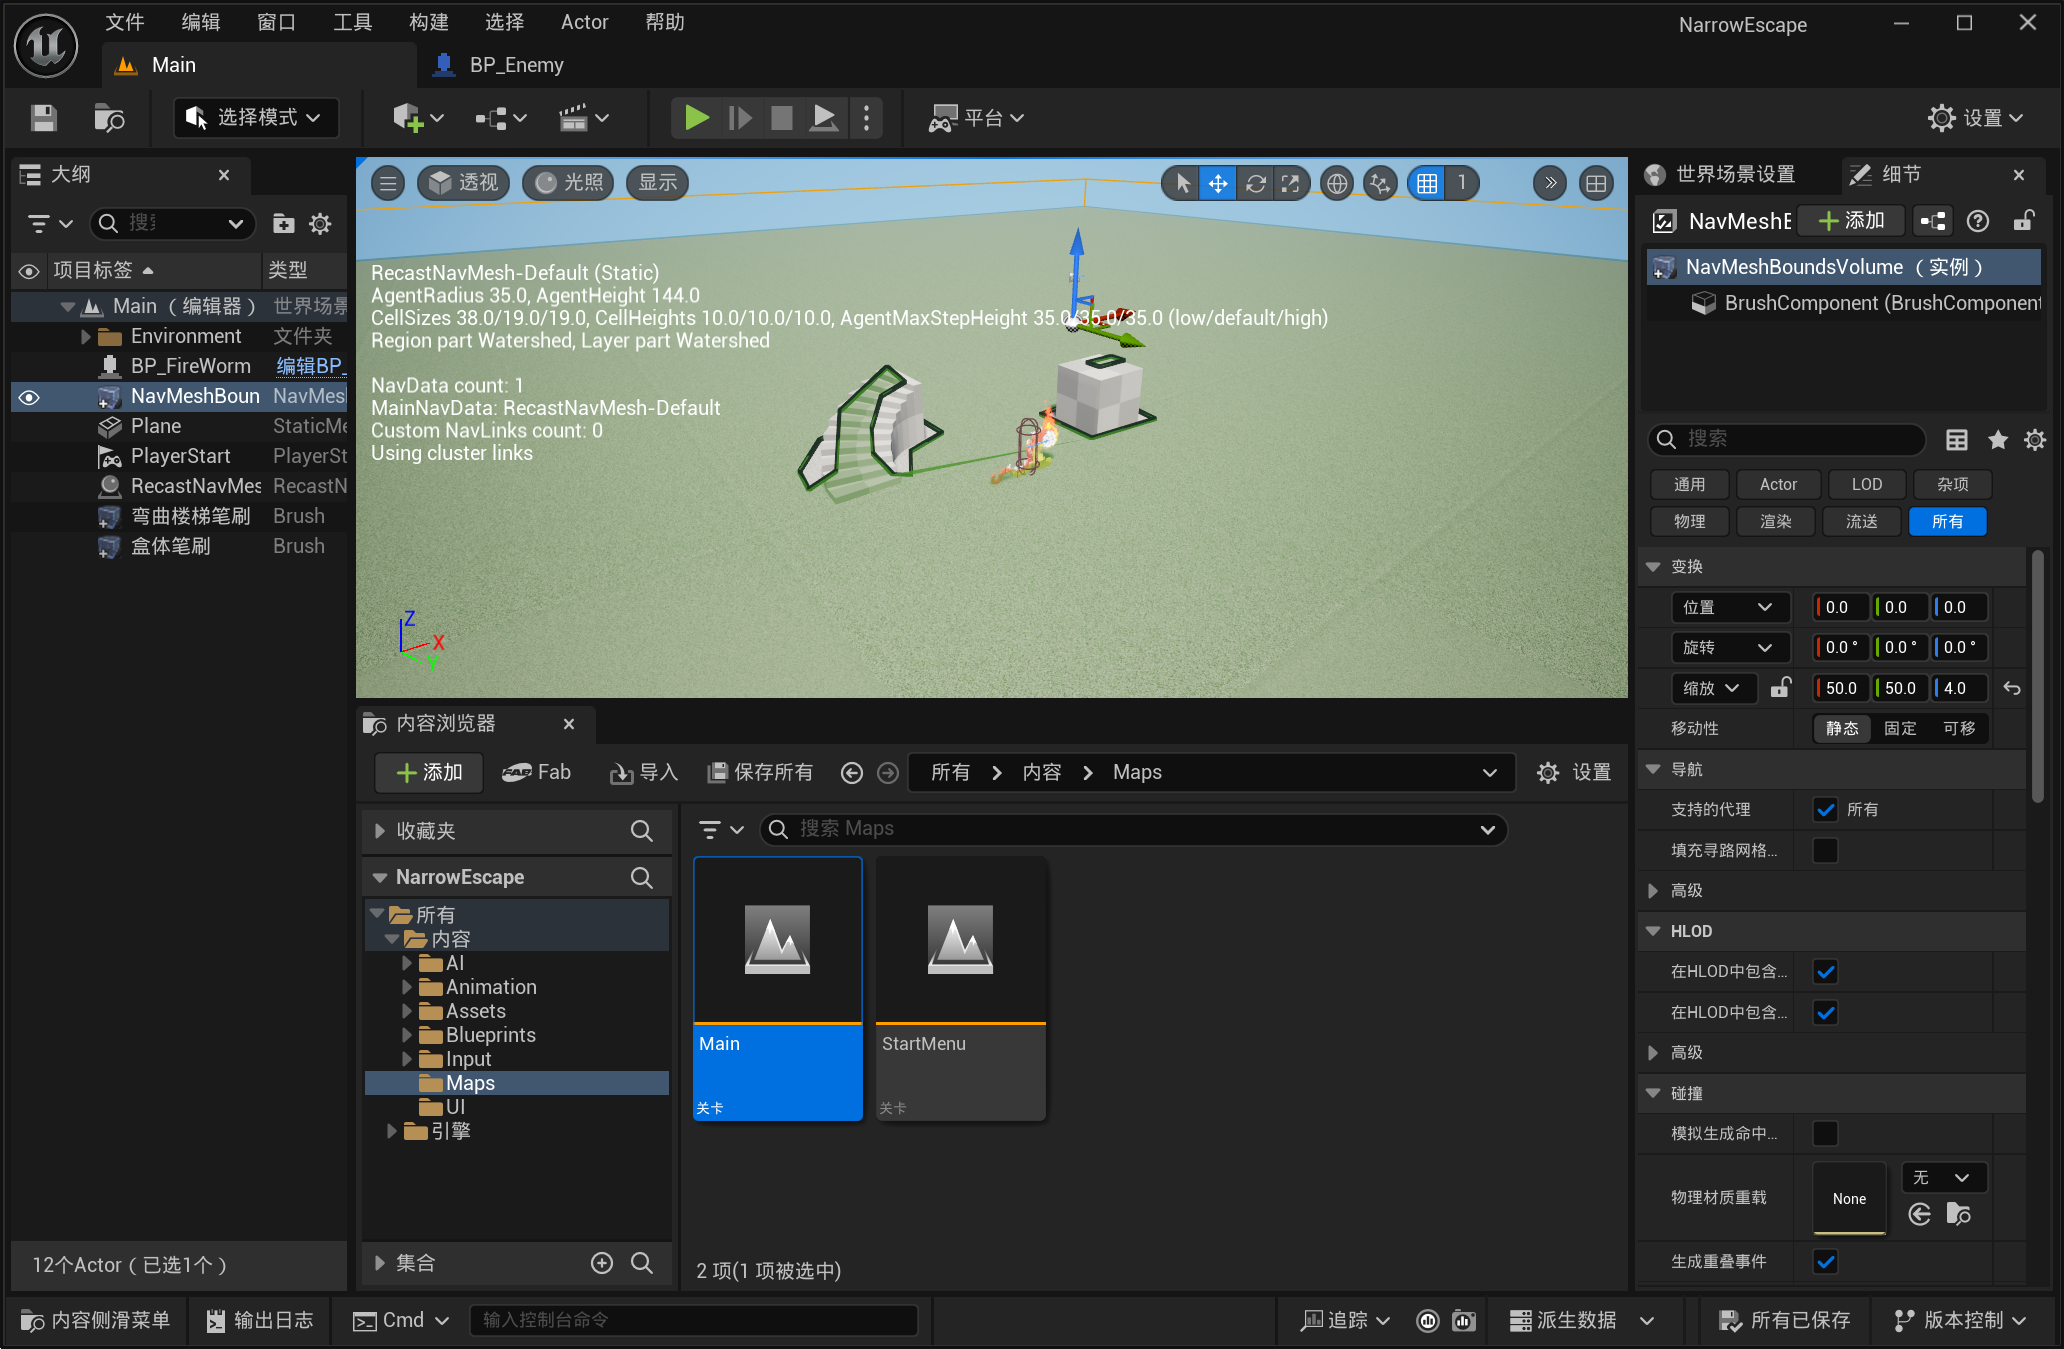 文件 编辑 窗口 工具 构建 选择 Actor 帮助
NarrowEscape
Main
BP_Enemy
选择模式
平台
设置
大纲
项目标签 类型
Main （编辑器） 世界场景
Environment 文件夹
BP_FireWorm 编辑BP_
NavMeshBoun NavMesh
Plane StaticMe
PlayerStart PlayerSt
RecastNavMes RecastN
弯曲楼梯笔刷 Brush
盒体笔刷 Brush
12个Actor（已选1个）
透视 光照 显示
1
RecastNavMesh-Default (Static)
AgentRadius 35.0, AgentHeight 144.0
CellSizes 38.0/19.0/19.0, CellHeights 10.0/10.0/10.0, AgentMaxStepHeight 35.0/35.0/35.0 (low/default/high)
Region part Watershed, Layer part Watershed
NavData count: 1
MainNavData: RecastNavMesh-Default
Custom NavLinks count: 0
Using cluster links
Z
X
Y
内容浏览器
添加 Fab 导入 保存所有 所有 内容 Maps 设置
收藏夹
NarrowEscape
所有
内容
AI
Animation
Assets
Blueprints
Input
Maps
UI
引擎
集合
搜索 Maps
Main
关卡
StartMenu
关卡
2 项(1 项被选中)
世界场景设置
细节
NavMeshB
添加
NavMeshBoundsVolume （实例）
BrushComponent (BrushComponent
搜索
通用 Actor LOD 杂项
物理 渲染 流送 所有
变换
位置 0.0 0.0 0.0
旋转 0.0 ° 0.0 ° 0.0 °
缩放 50.0 50.0 4.0
移动性 静态 固定 可移
导航
支持的代理 所有
填充寻路网格...
高级
HLOD
在HLOD中包含...
在HLOD中包含...
高级
碰撞
模拟生成命中...
物理材质重载 None 无
生成重叠事件
内容侧滑菜单 输出日志 Cmd 输入控制台命令 追踪 派生数据 所有已保存 版本控制